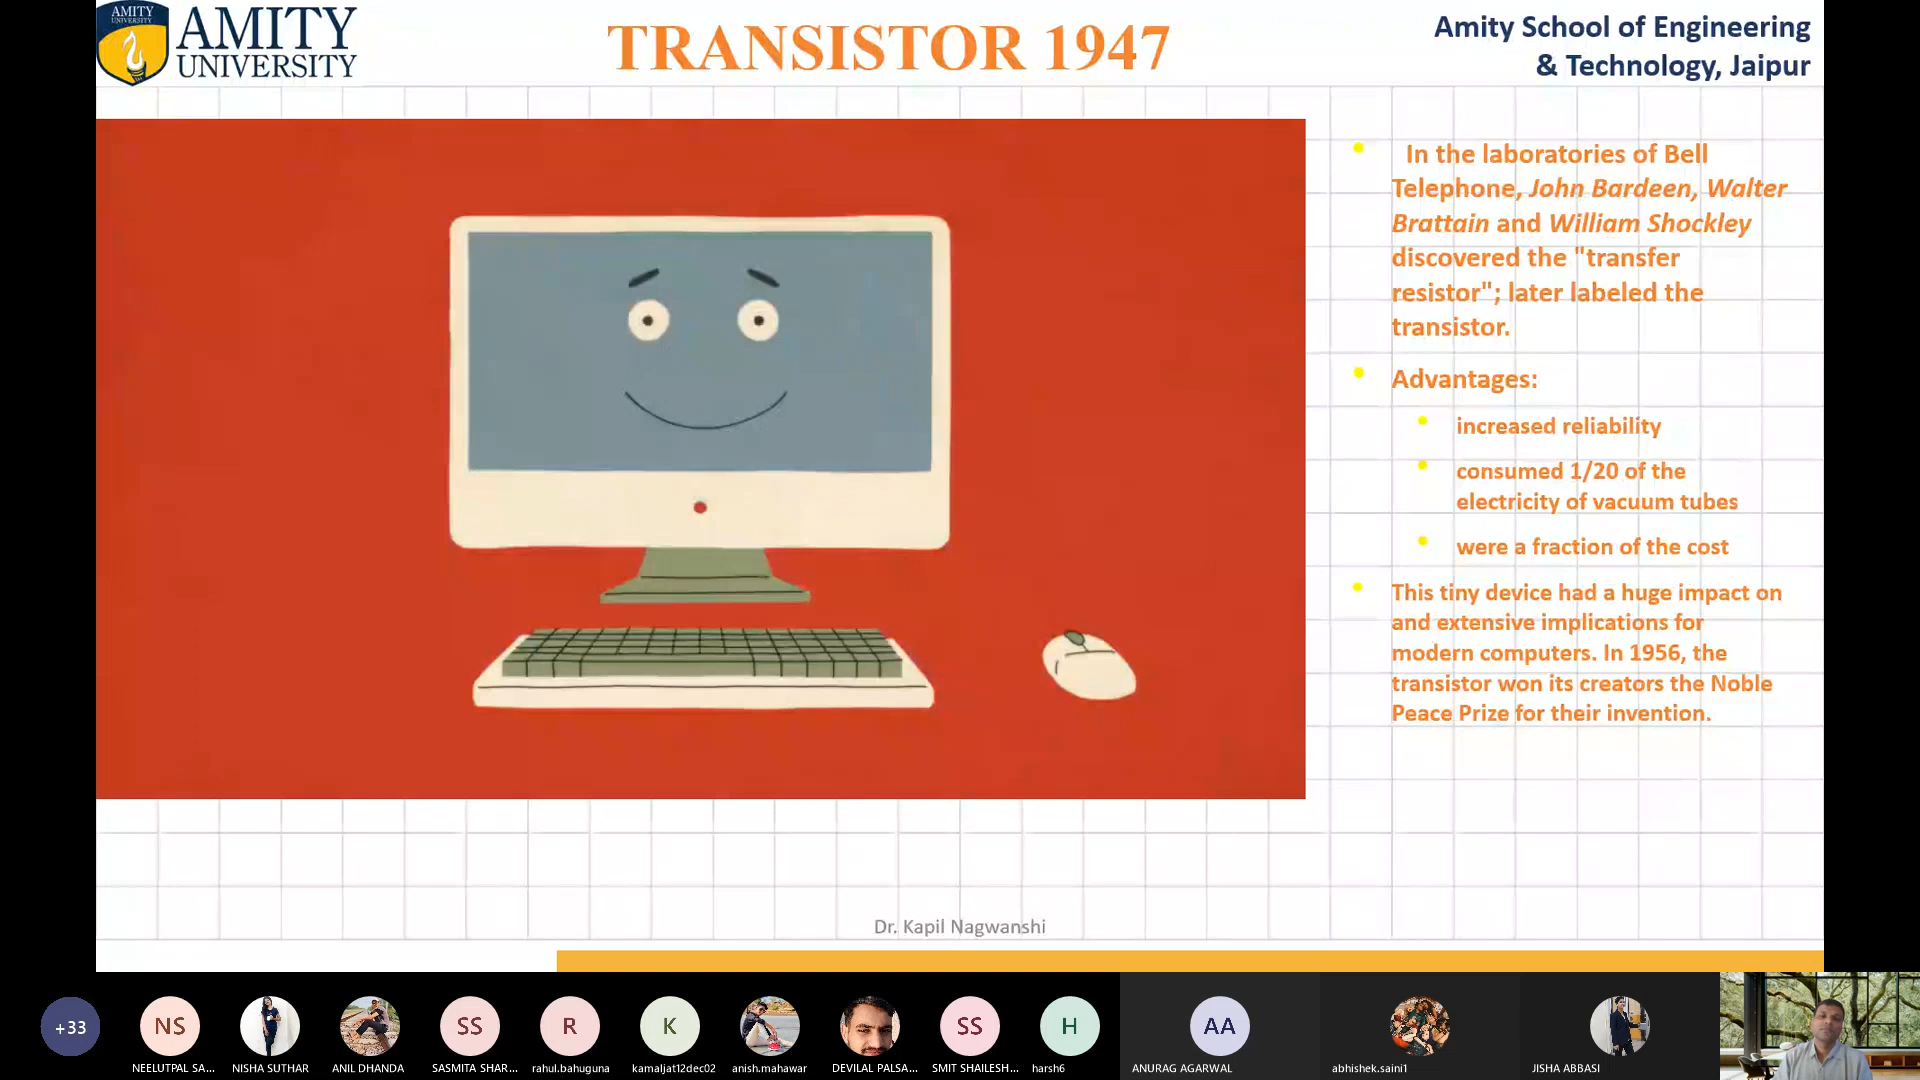 AMITY
UNIVERSITY
AMITY
UNIVERSITY
TRANSISTOR 1947
Amity School of Engineering
& Technology, Jaipur
• In the laboratories of Bell
Telephone, John Bardeen, Walter
Brattain and William Shockley
discovered the "transfer
resistor"; later labeled the
transistor.
• Advantages:
• increased reliability
• consumed 1/20 of the
electricity of vacuum tubes
• were a fraction of the cost
• This tiny device had a huge impact on
and extensive implications for
modern computers. In 1956, the
transistor won its creators the Noble
Peace Prize for their invention.
Dr. Kapil Nagwanshi
+33
NS
SS
R
K
SS
H
AA
NEELUTPAL SA...
NISHA SUTHAR
ANIL DHANDA
SASMITA SHAR...
rahul.bahuguna
kamaljat12dec02
anish.mahawar
DEVILAL PALSA...
SMIT SHAILESH...
harsh6
ANURAG AGARWAL
abhishek.saini1
JISHA ABBASI